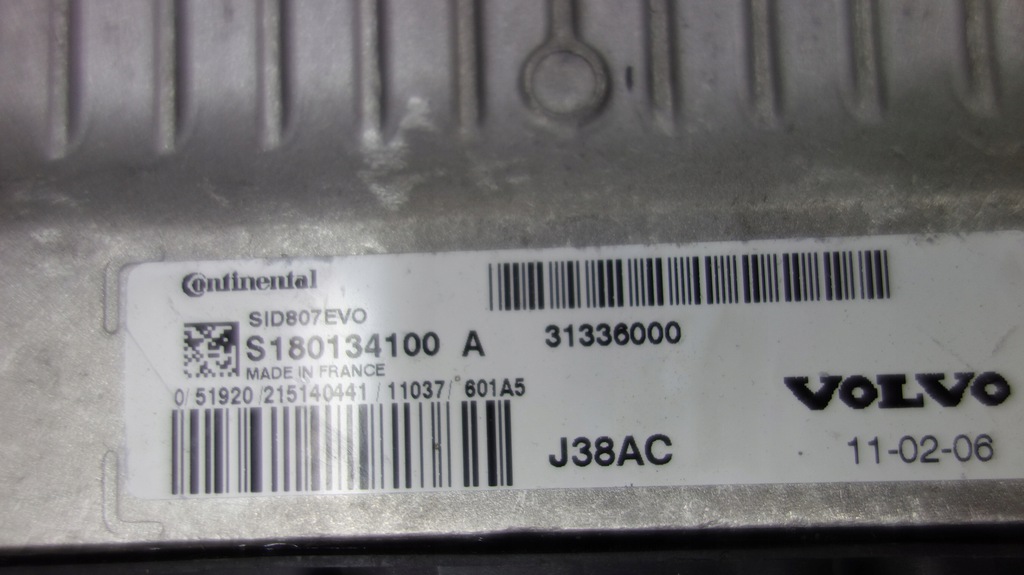 Continental
SID807EVO
S180134100 A
MADE IN FRANCE
0/51920/215140441/11037/°601A5
31336000
VOLVO
J38AC
11-02-06